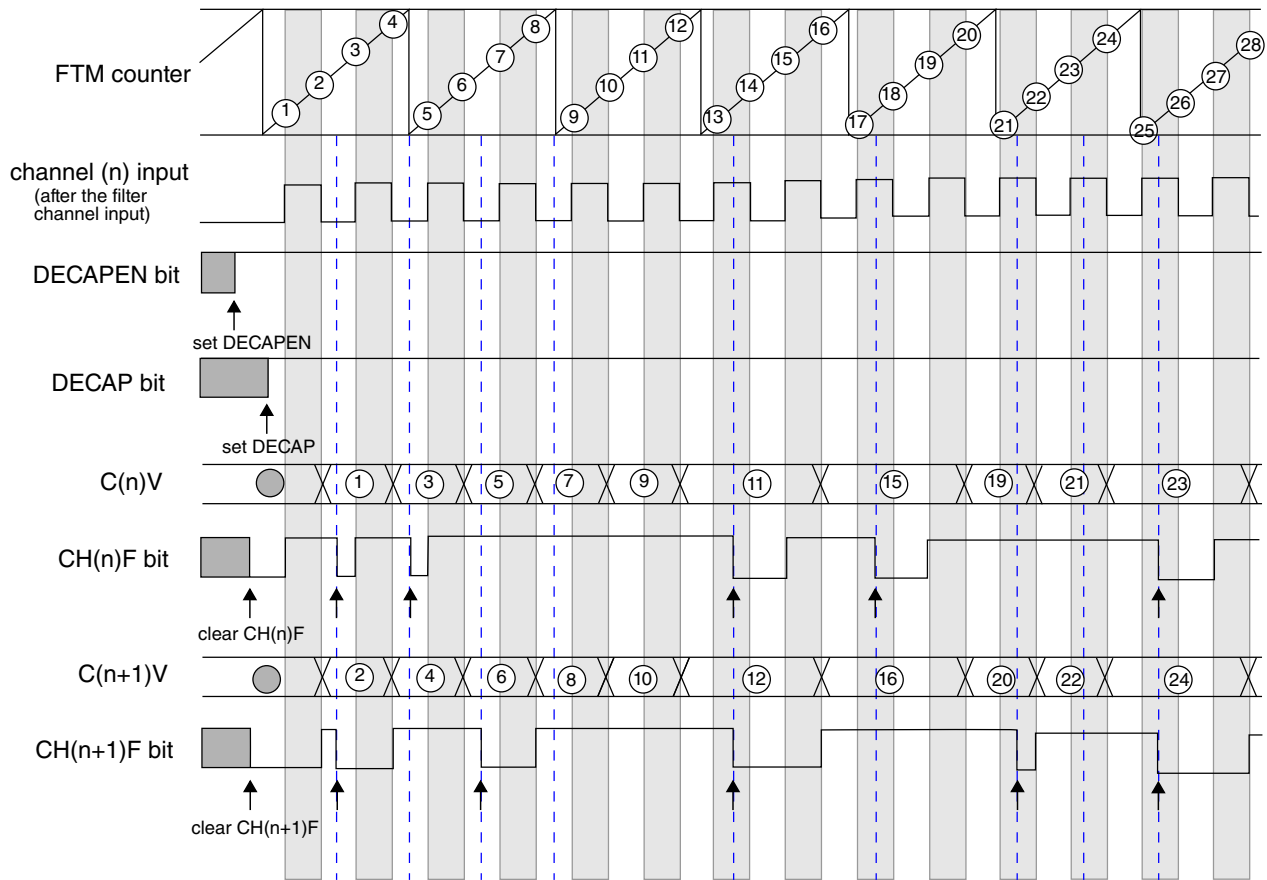 4 8 12 16 20 24 28
3 7 11 15 19 23 27
FTM counter
2 6 10 14 18 22 26
1 5 9 13 17 21 25
channel (n) input
(after the filter
channel input)
DECAPEN bit
set DECAPEN
DECAP bit
set DECAP
C(n)V 1 3 5 7 9 11 15 19 21 23
CH(n)F bit
clear CH(n)F
C(n+1)V 2 4 6 8 10 12 16 20 22 24
CH(n+1)F bit
clear CH(n+1)F